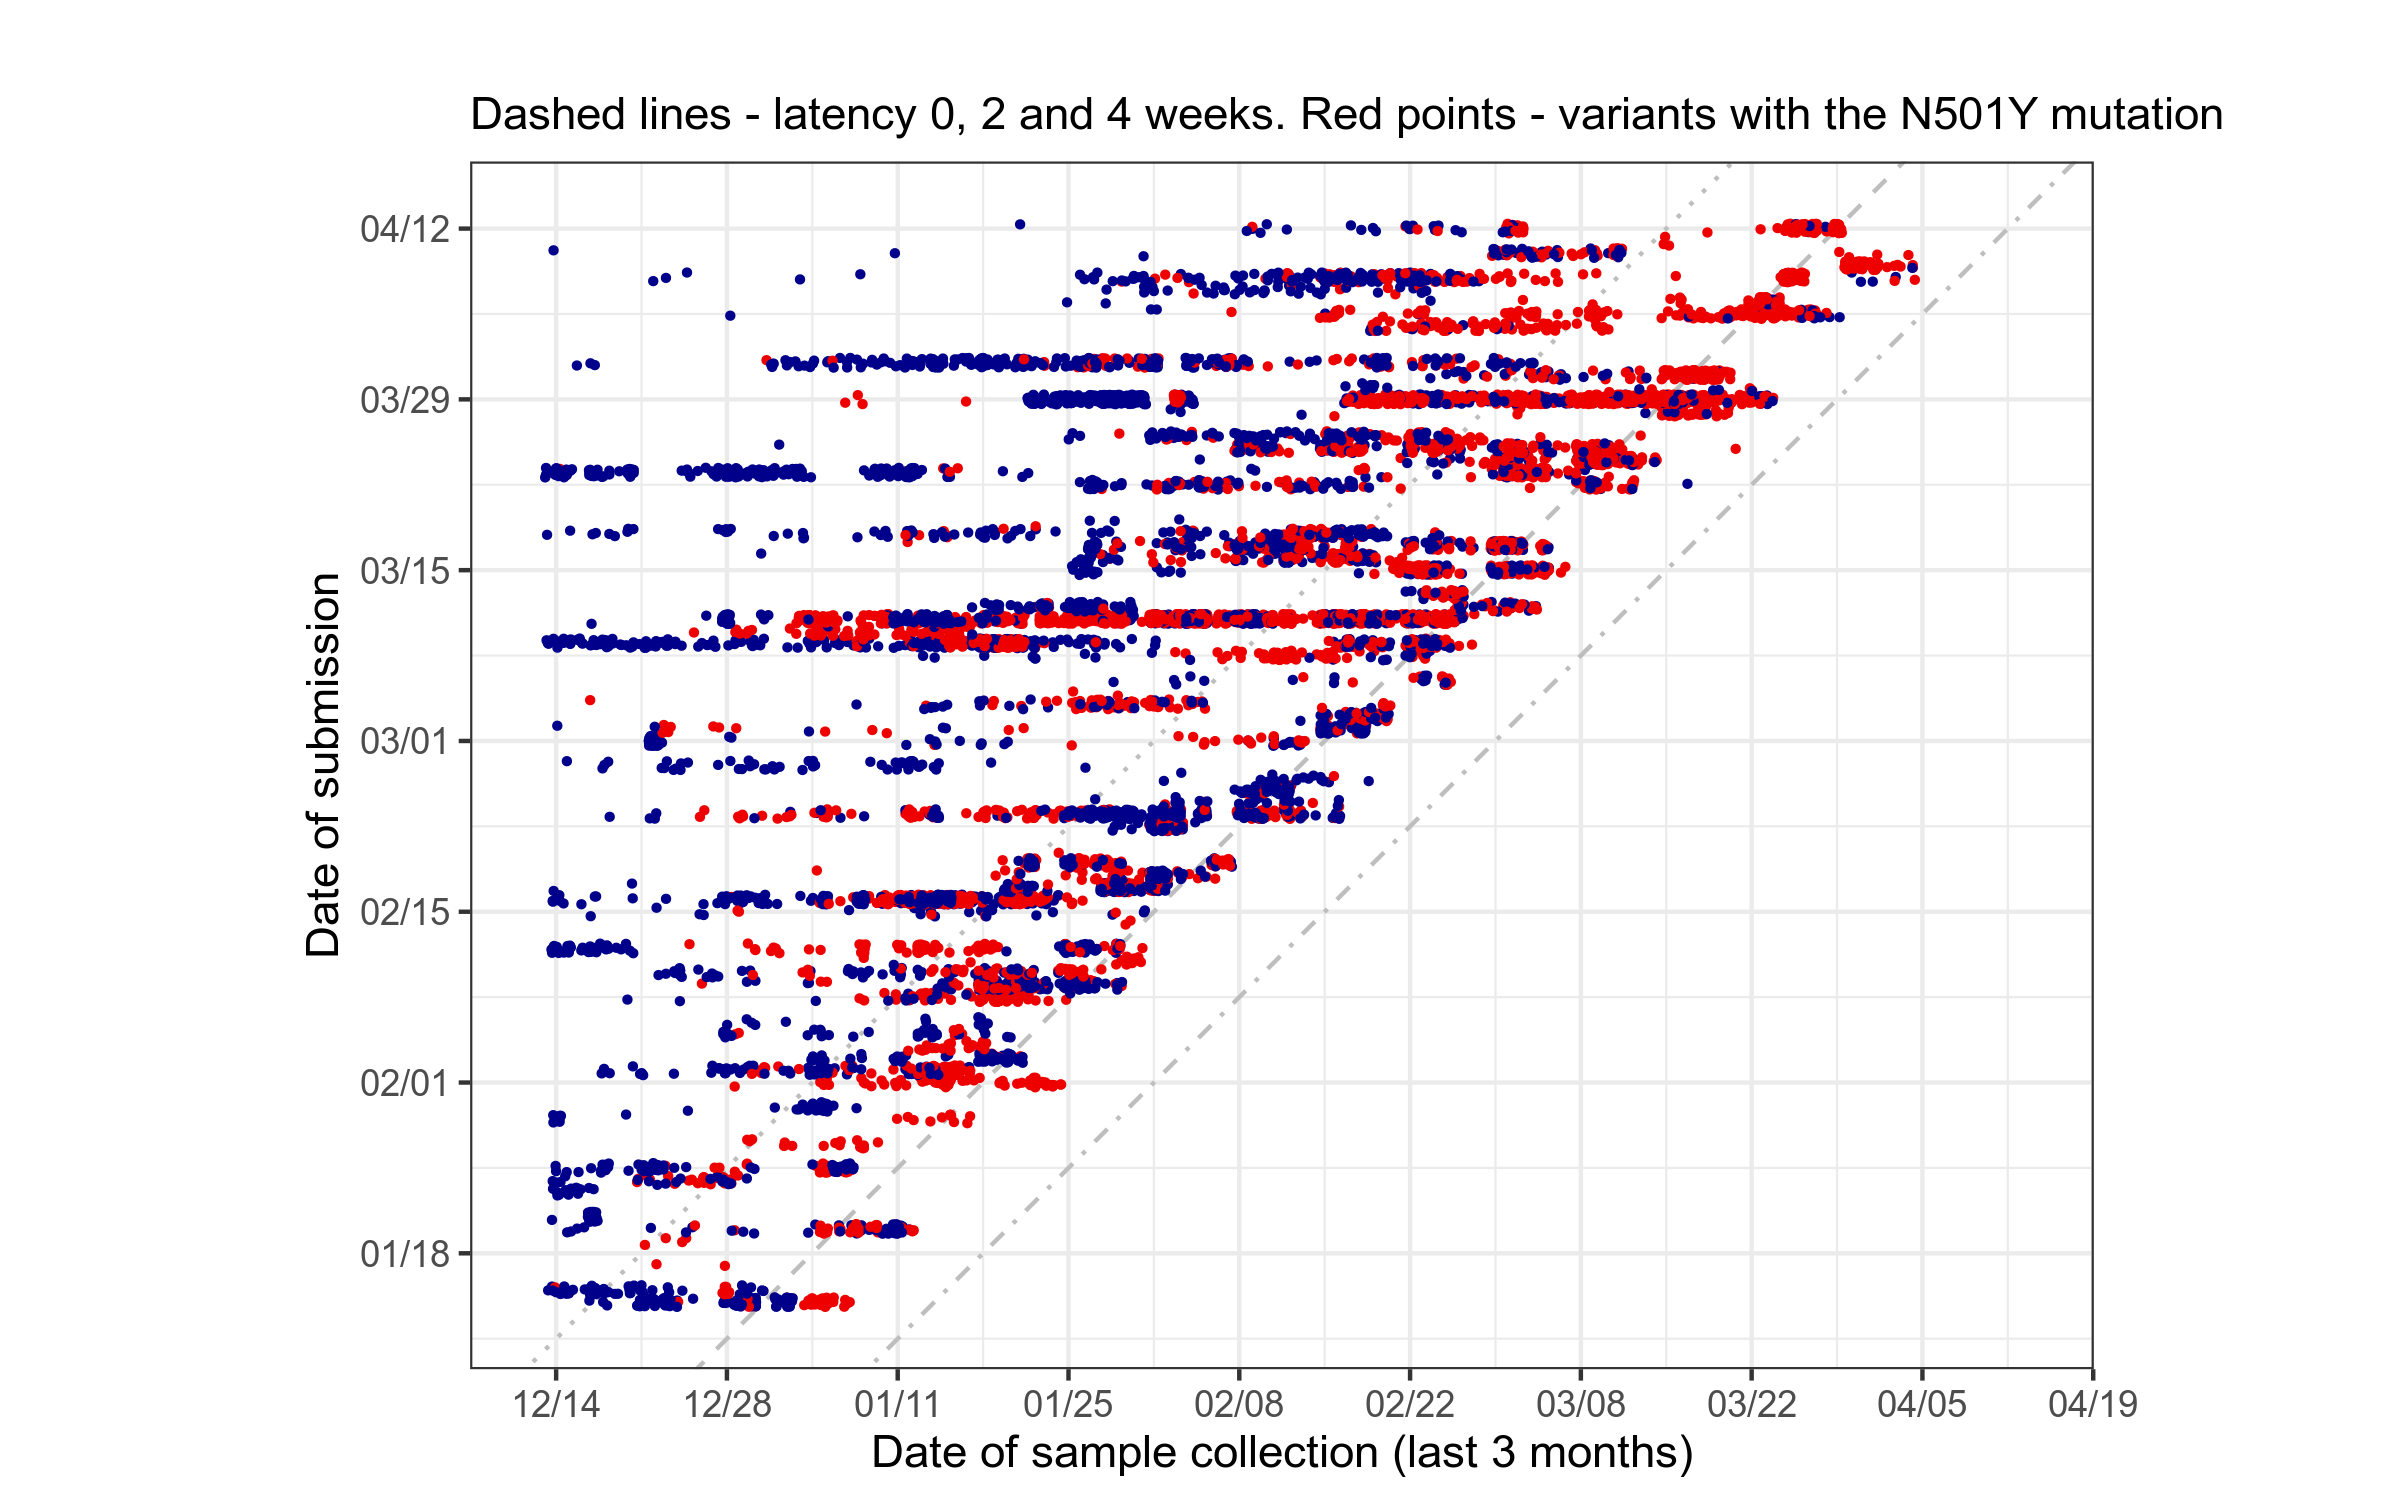 Dashed lines - latency 0, 2 and 4 weeks. Red points - variants with the N501Y mutation
04/12
03/29
03/15
03/01
02/15
02/01
01/18
Date of submission
12/14 12/28 01/11 01/25 02/08 02/22 03/08 03/22 04/05 04/19
Date of sample collection (last 3 months)